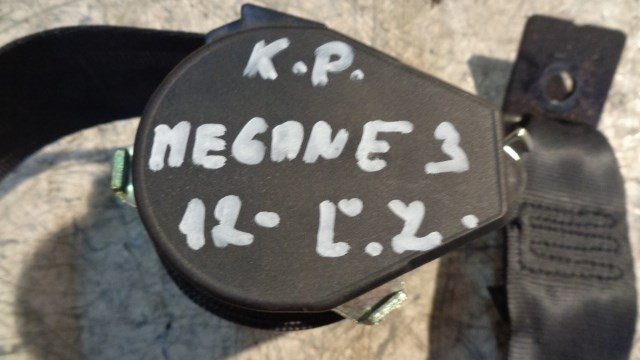 K.P.
MEGANE 3
12- L.Z.